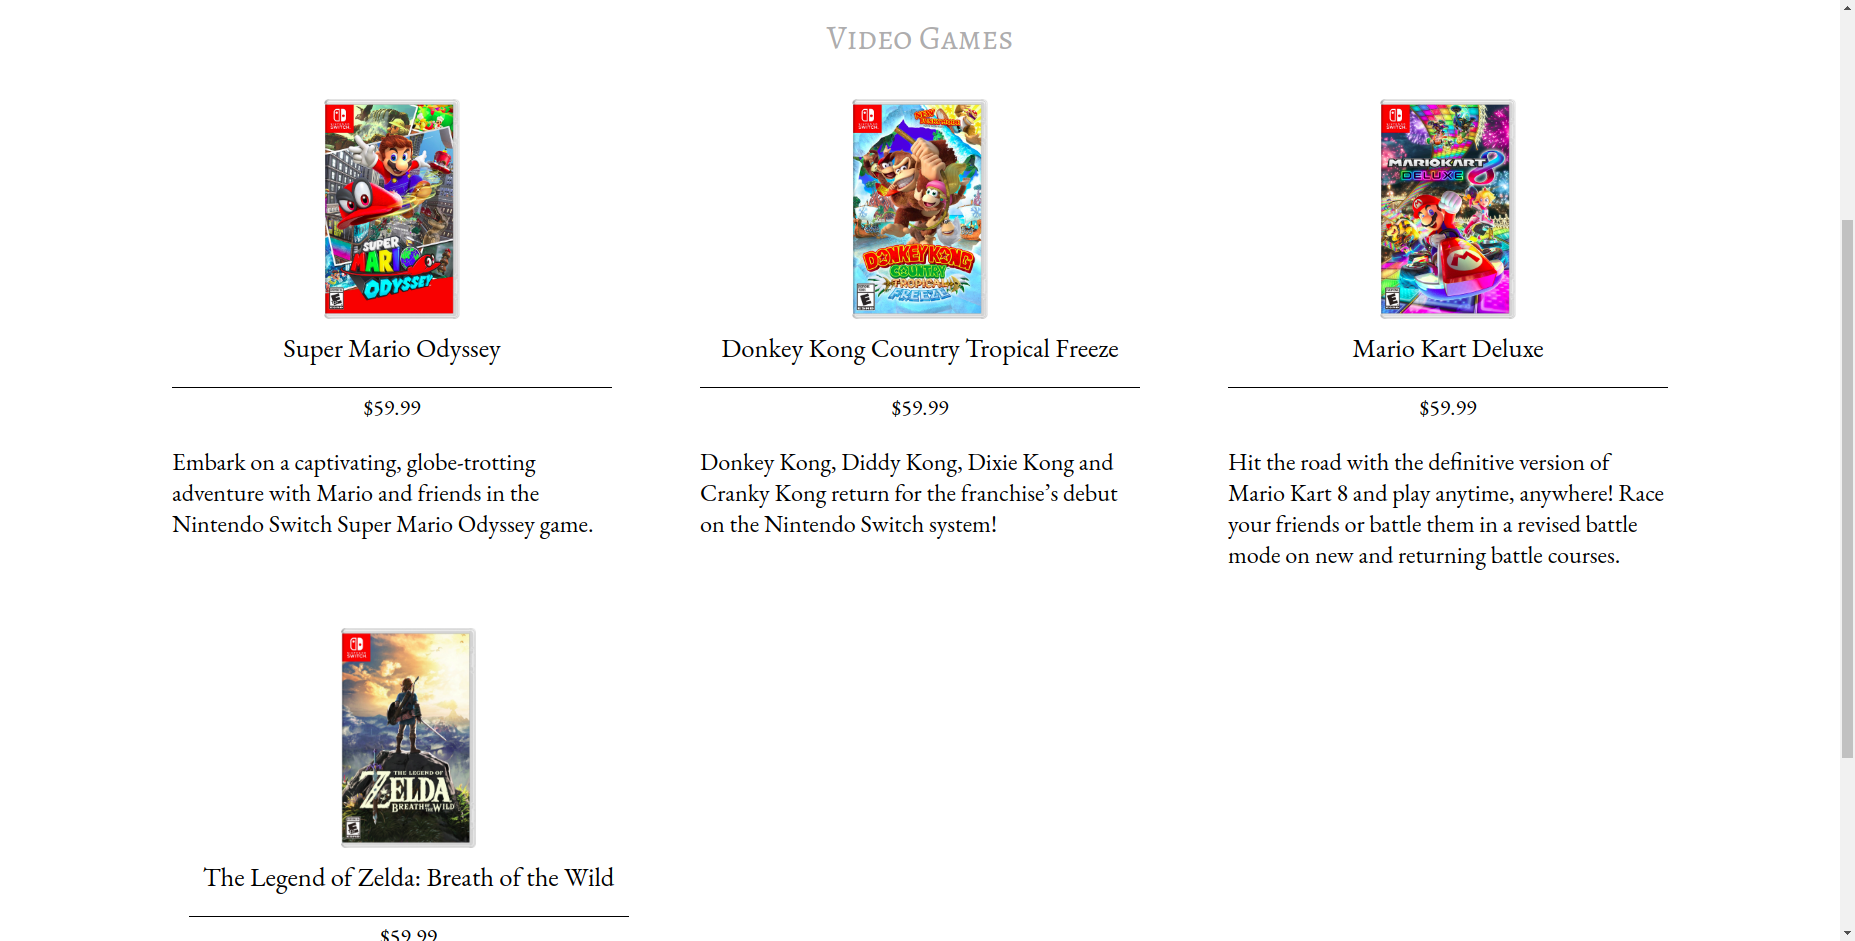 Video Games
SUPER
MARIO
ODYSSEY
DONKEY KONG
COUNTRY
TROPICAL
FREEZE
MARIOKART 8
DELUXE
Super Mario Odyssey
Donkey Kong Country Tropical Freeze
Mario Kart Deluxe
$59.99
$59.99
$59.99
Embark on a captivating, globe-trotting
adventure with Mario and friends in the
Nintendo Switch Super Mario Odyssey game.
Donkey Kong, Diddy Kong, Dixie Kong and
Cranky Kong return for the franchise’s debut
on the Nintendo Switch system!
Hit the road with the definitive version of
Mario Kart 8 and play anytime, anywhere! Race
your friends or battle them in a revised battle
mode on new and returning battle courses.
THE LEGEND OF
ZELDA
BREATH OF THE WILD
The Legend of Zelda: Breath of the Wild
$59.99